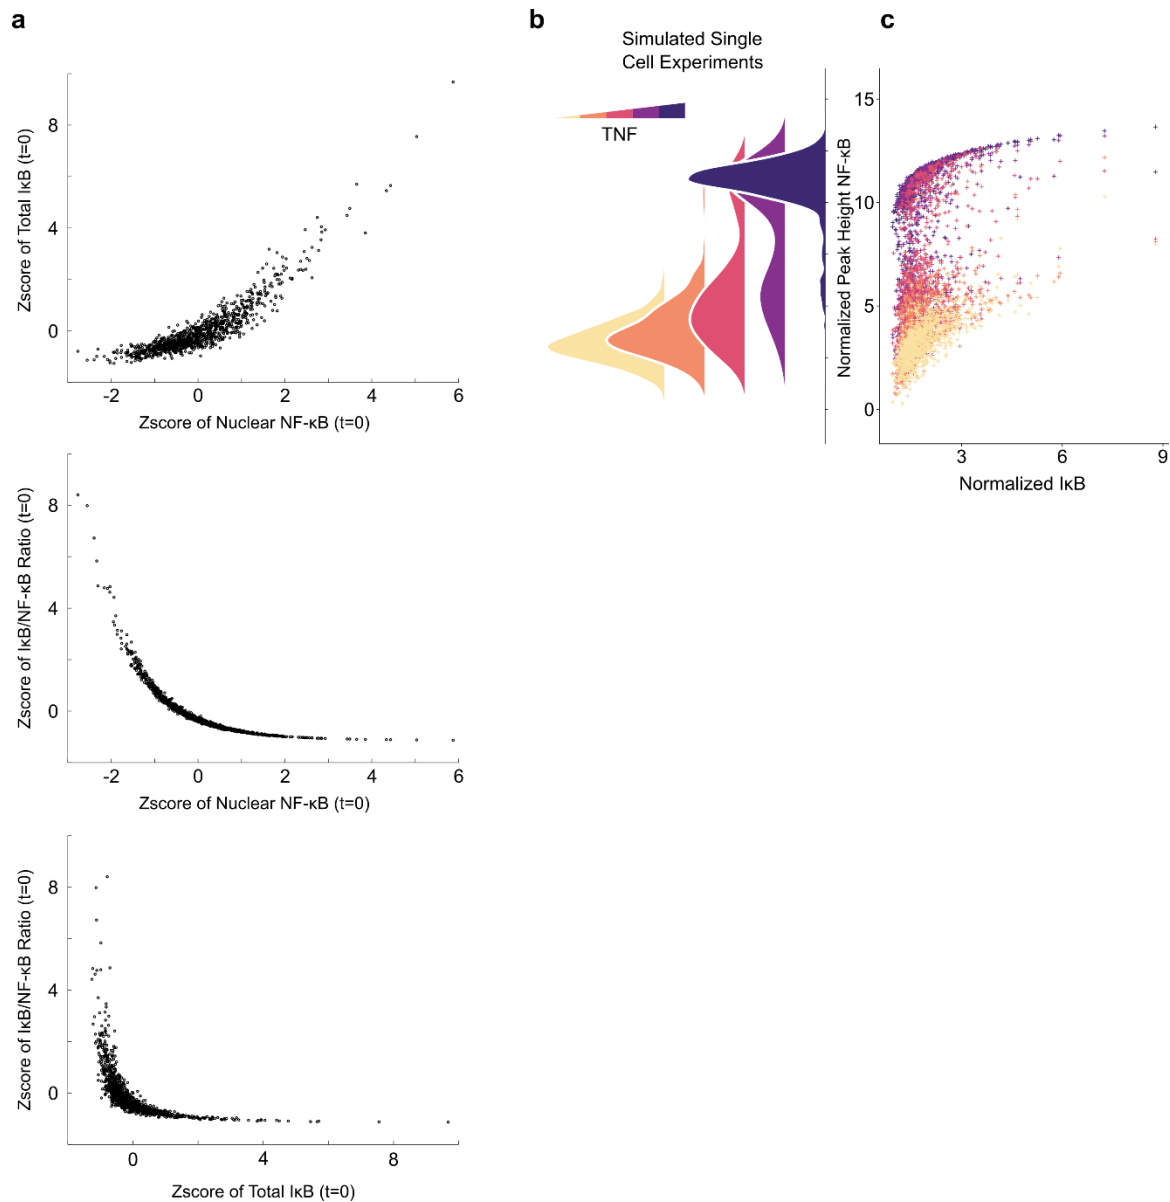 a
8
4
0
Zscore of Total IκB (t=0)
-2
0
2
4
6
Zscore of Nuclear NF-κB (t=0)
8
4
0
Zscore of IκB/NF-κB Ratio (t=0)
-2
0
2
4
6
Zscore of Nuclear NF-κB (t=0)
8
4
0
Zscore of IκB/NF-κB Ratio (t=0)
0
4
8
Zscore of Total IκB (t=0)
b
Simulated Single
Cell Experiments
TNF
c
Normalized Peak Height NF-κB
15
10
5
0
3
6
9
Normalized IκB